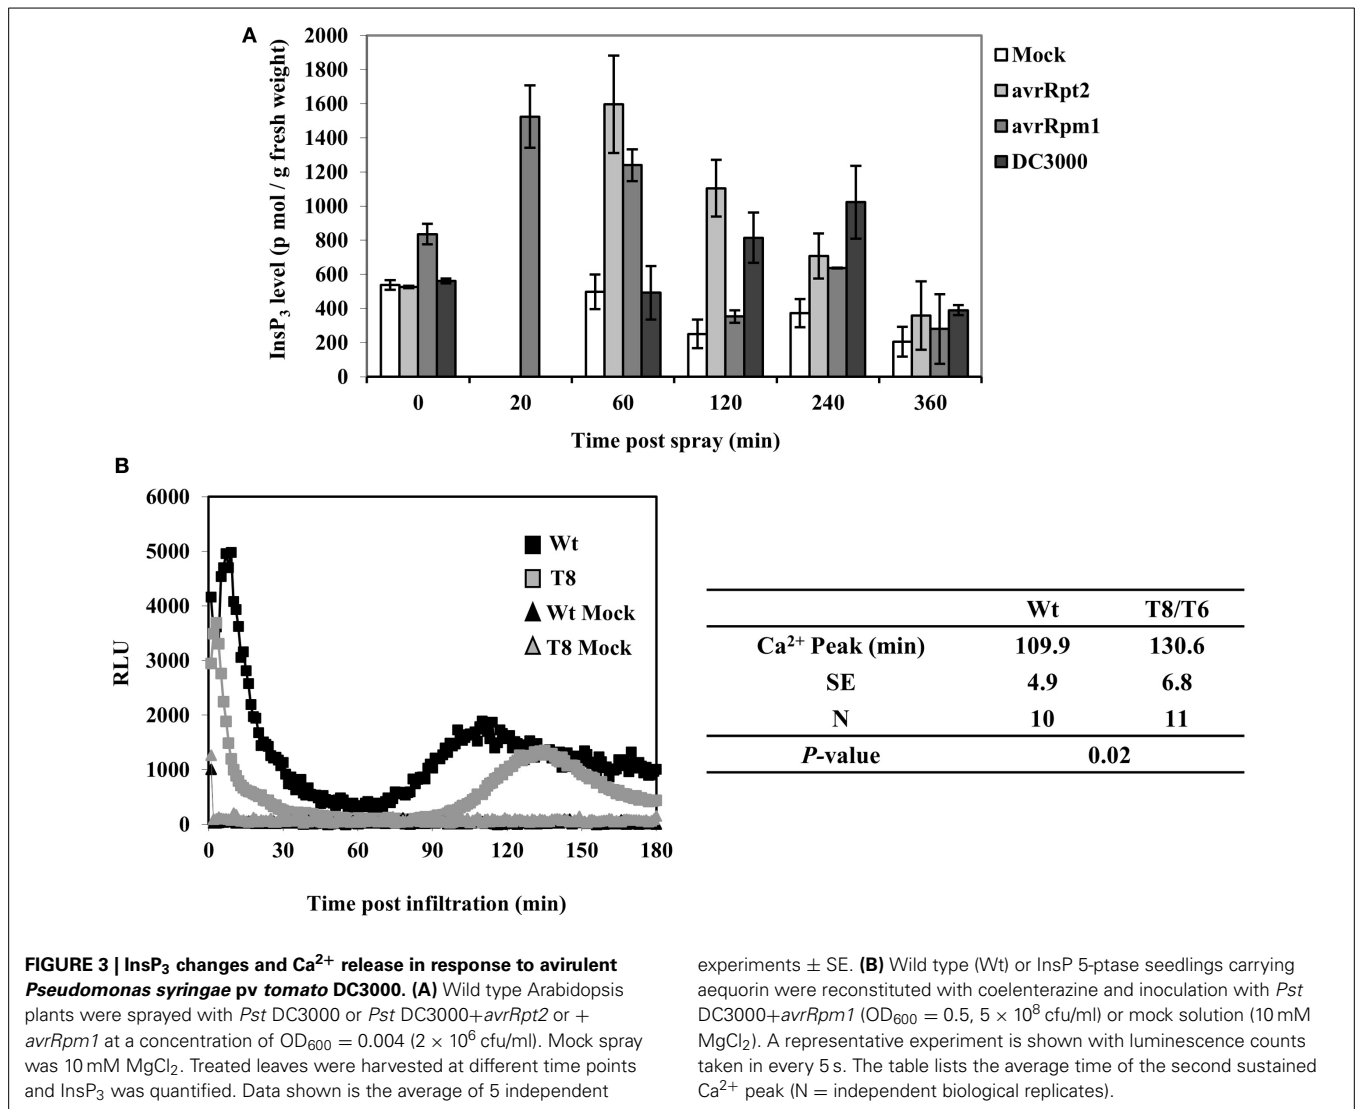 A
InsP3 level (p mol / g fresh weight)
2000
1800
1600
1400
1200
1000
800
600
400
200
0
0 20 60 120 240 360
Time post spray (min)
Mock
avrRpt2
avrRpm1
DC3000
B
RLU
6000
5000
4000
3000
2000
1000
0
0 30 60 90 120 150 180
Time post infiltration (min)
Wt
T8
Wt Mock
T8 Mock
Wt T8/T6
Ca2+ Peak (min) 109.9 130.6
SE 4.9 6.8
N 10 11
P-value 0.02
FIGURE 3 | InsP3 changes and Ca2+ release in response to avirulent
Pseudomonas syringae pv tomato DC3000. (A) Wild type Arabidopsis
plants were sprayed with Pst DC3000 or Pst DC3000+avrRpt2 or +
avrRpm1 at a concentration of OD600 = 0.004 (2 × 10^6 cfu/ml). Mock spray
was 10 mM MgCl2. Treated leaves were harvested at different time points
and InsP3 was quantified. Data shown is the average of 5 independent
experiments ± SE. (B) Wild type (Wt) or InsP 5-ptase seedlings carrying
aequorin were reconstituted with coelenterazine and inoculation with Pst
DC3000+avrRpm1 (OD600 = 0.5, 5 × 10^8 cfu/ml) or mock solution (10 mM
MgCl2). A representative experiment is shown with luminescence counts
taken in every 5 s. The table lists the average time of the second sustained
Ca2+ peak (N = independent biological replicates).